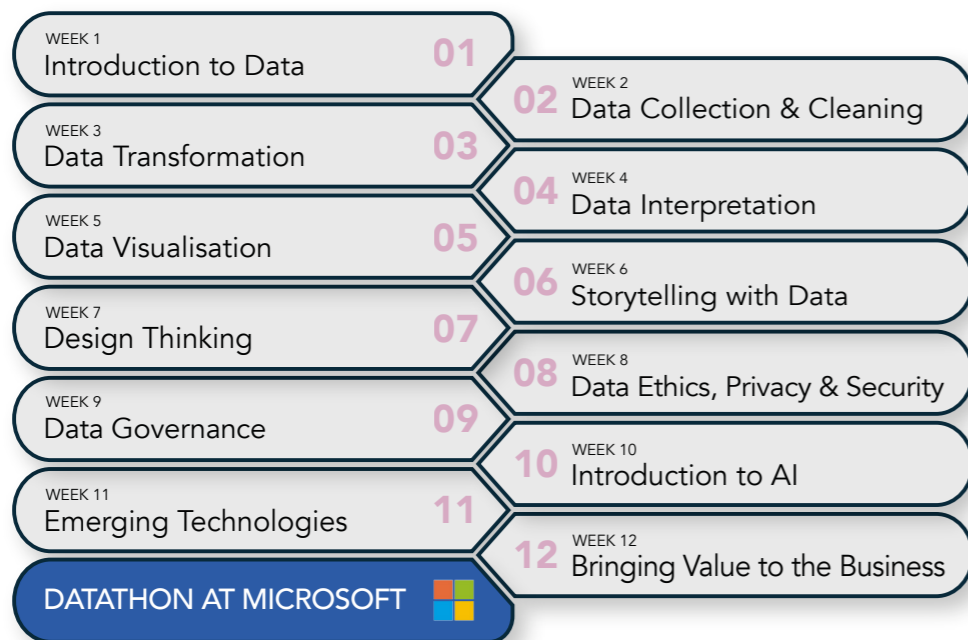 WEEK 1
Introduction to Data
01
02
WEEK 2
Data Collection & Cleaning
WEEK 3
Data Transformation
03
04
WEEK 4
Data Interpretation
WEEK 5
Data Visualisation
05
06
WEEK 6
Storytelling with Data
WEEK 7
Design Thinking
07
08
WEEK 8
Data Ethics, Privacy & Security
WEEK 9
Data Governance
09
10
WEEK 10
Introduction to AI
WEEK 11
Emerging Technologies
11
12
WEEK 12
Bringing Value to the Business
DATATHON AT MICROSOFT